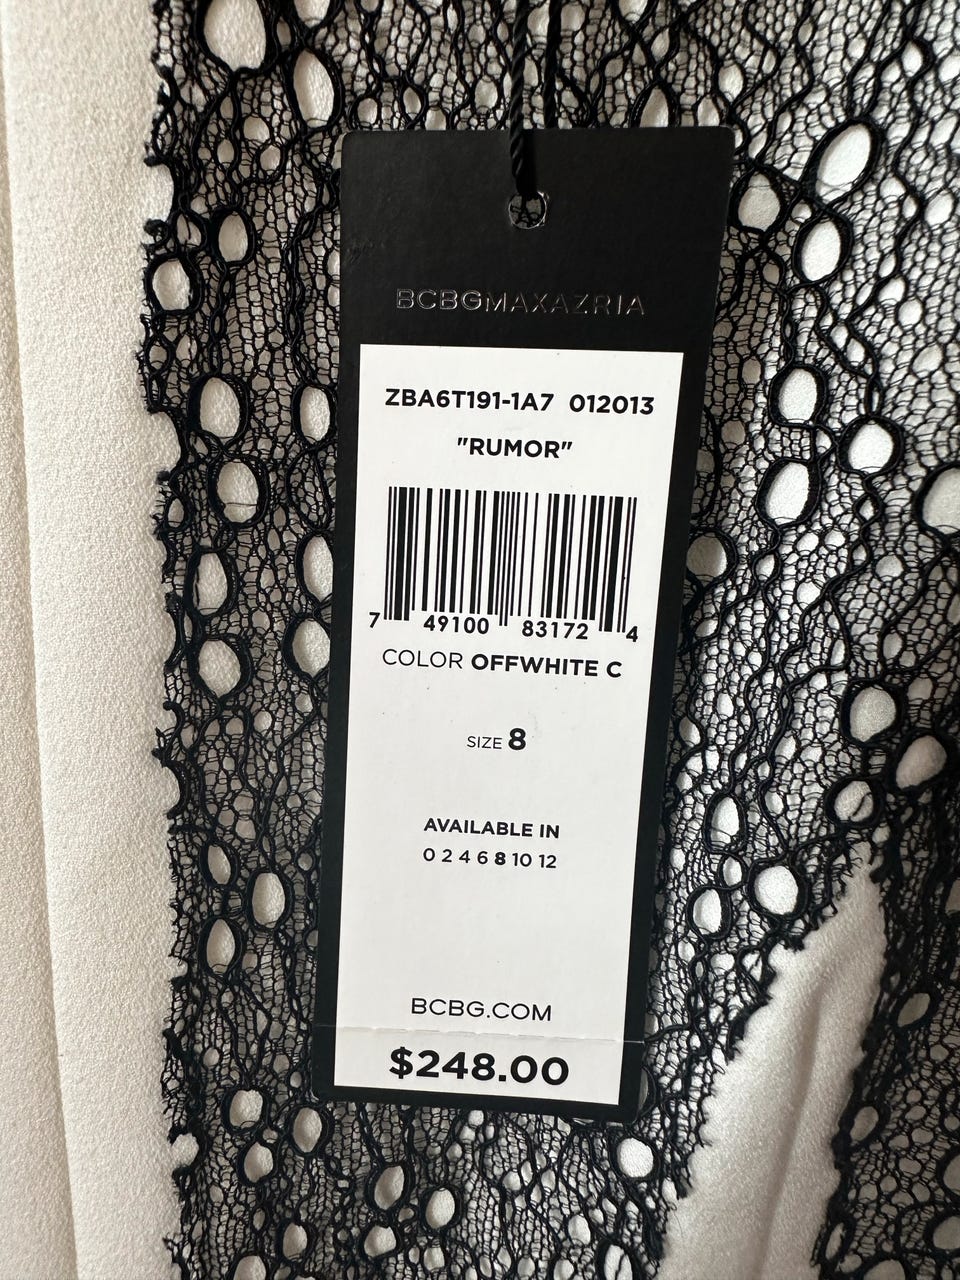 BCBGMAXAZRIA
ZBA6T191-1A7 012013
"RUMOR"
7 49100 83172 4
COLOR OFFWHITE C
SIZE 8
AVAILABLE IN
0 2 4 6 8 10 12
BCBG.COM
$248.00